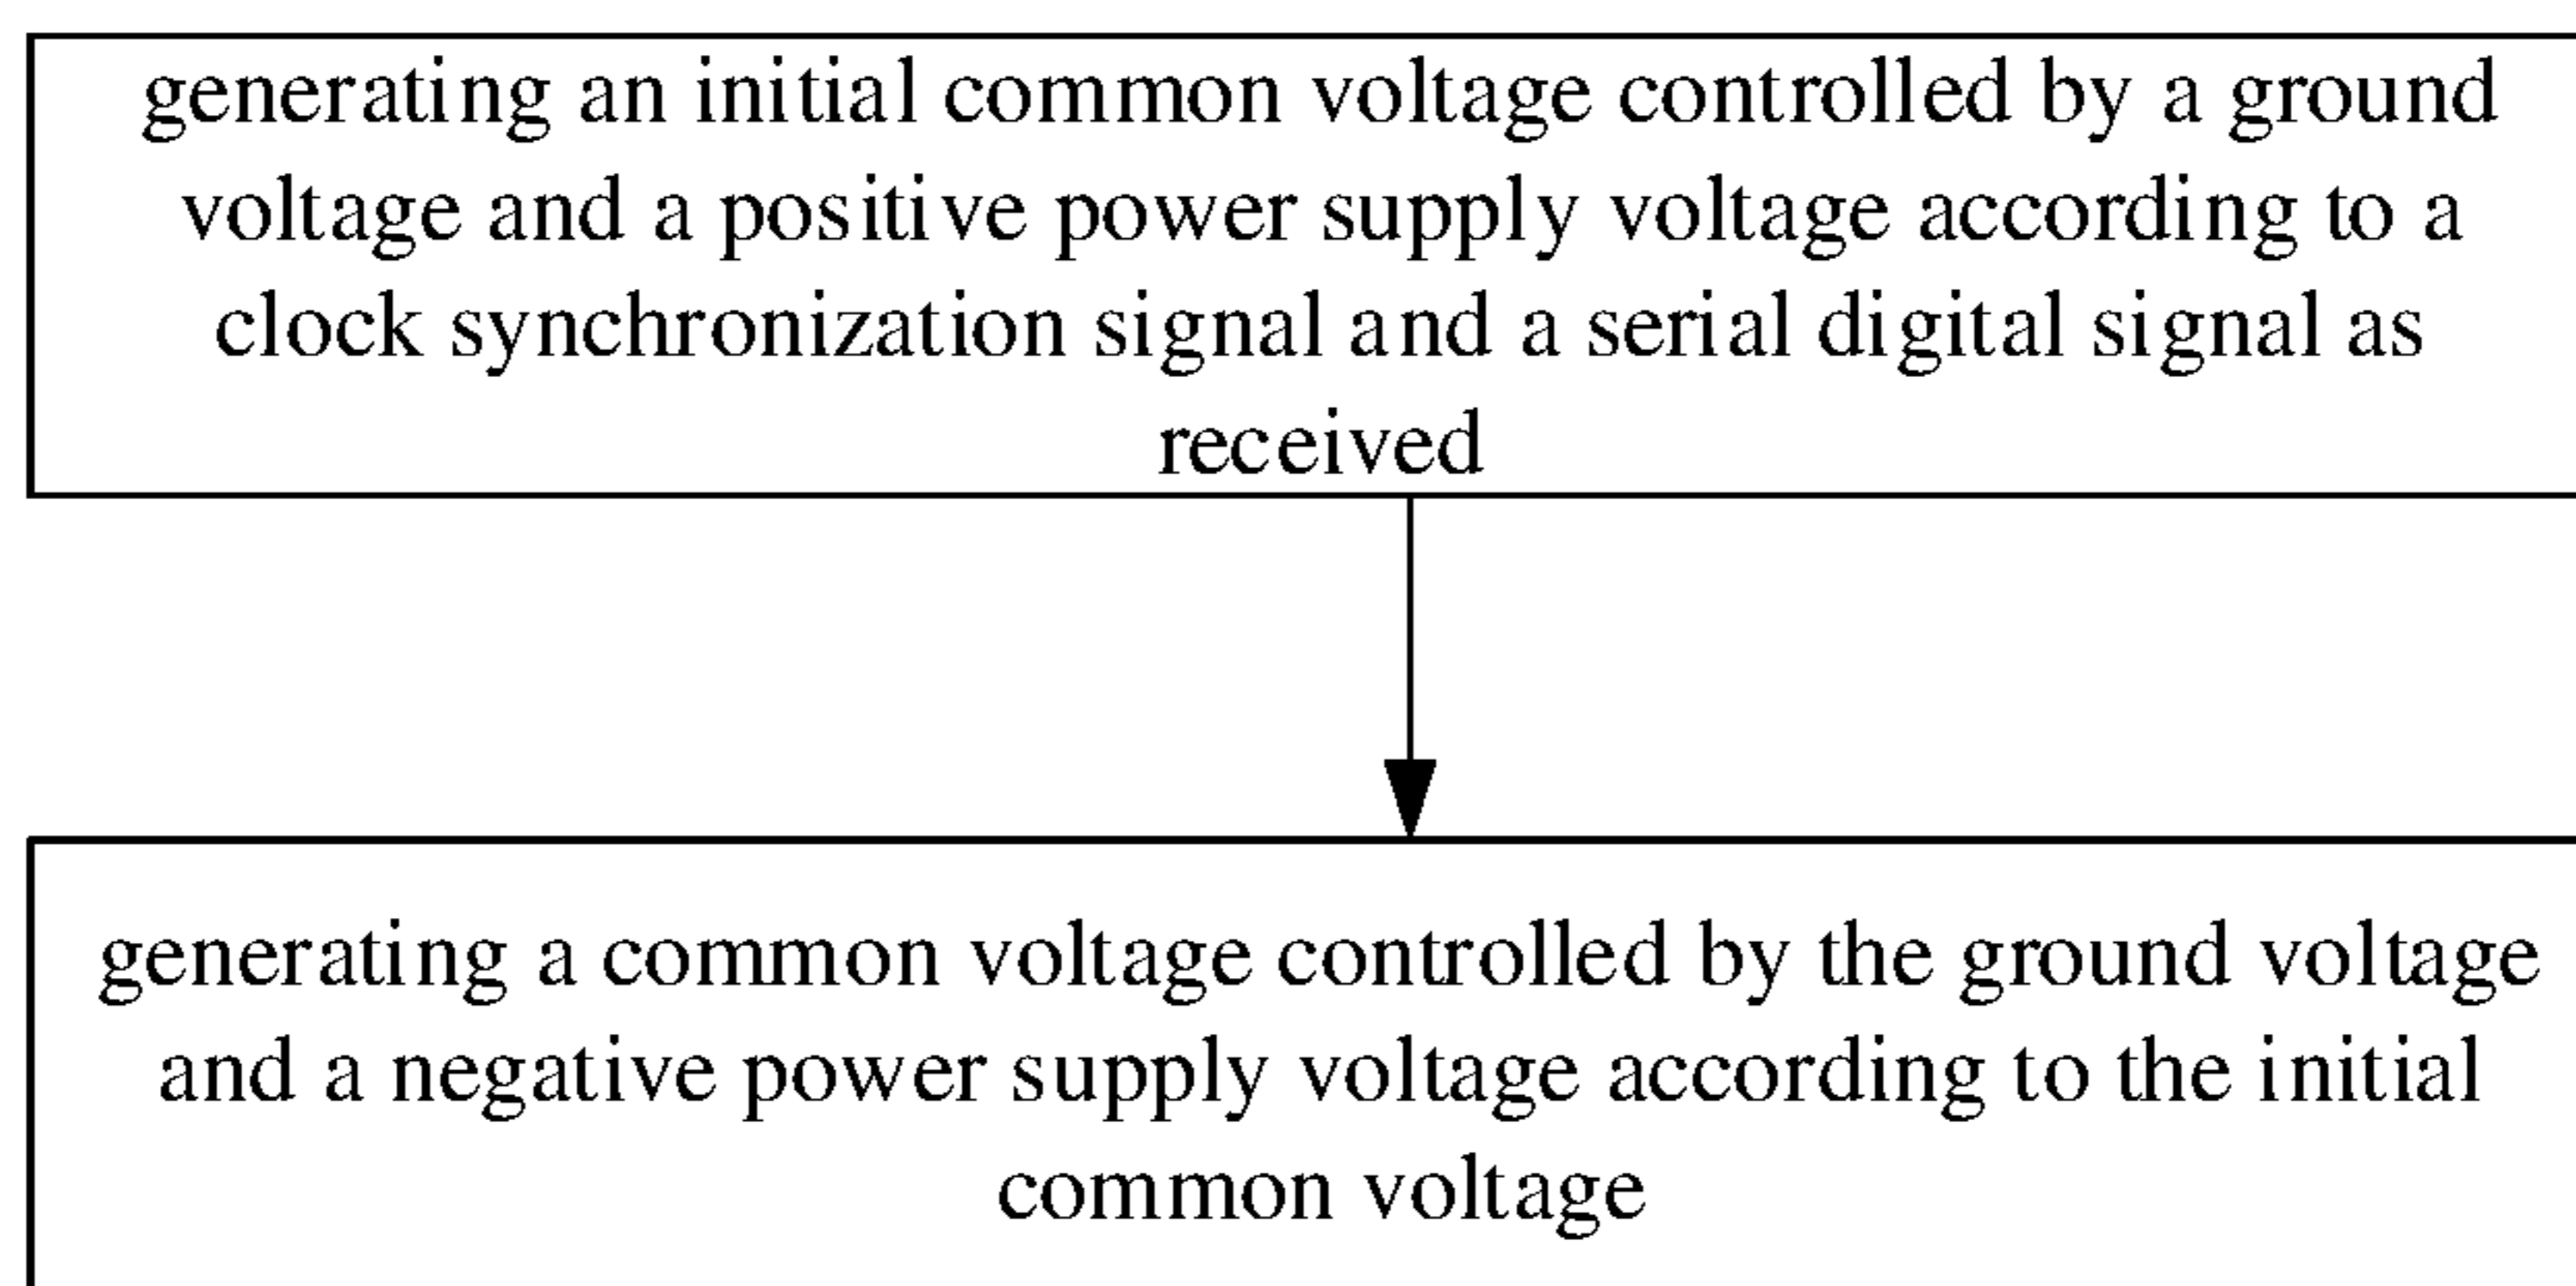 generating an initial common voltage controlled by a ground
voltage and a positive power supply voltage according to a
clock synchronization signal and a serial digital signal as
received
generating a common voltage controlled by the ground voltage
and a negative power supply voltage according to the initial
common voltage